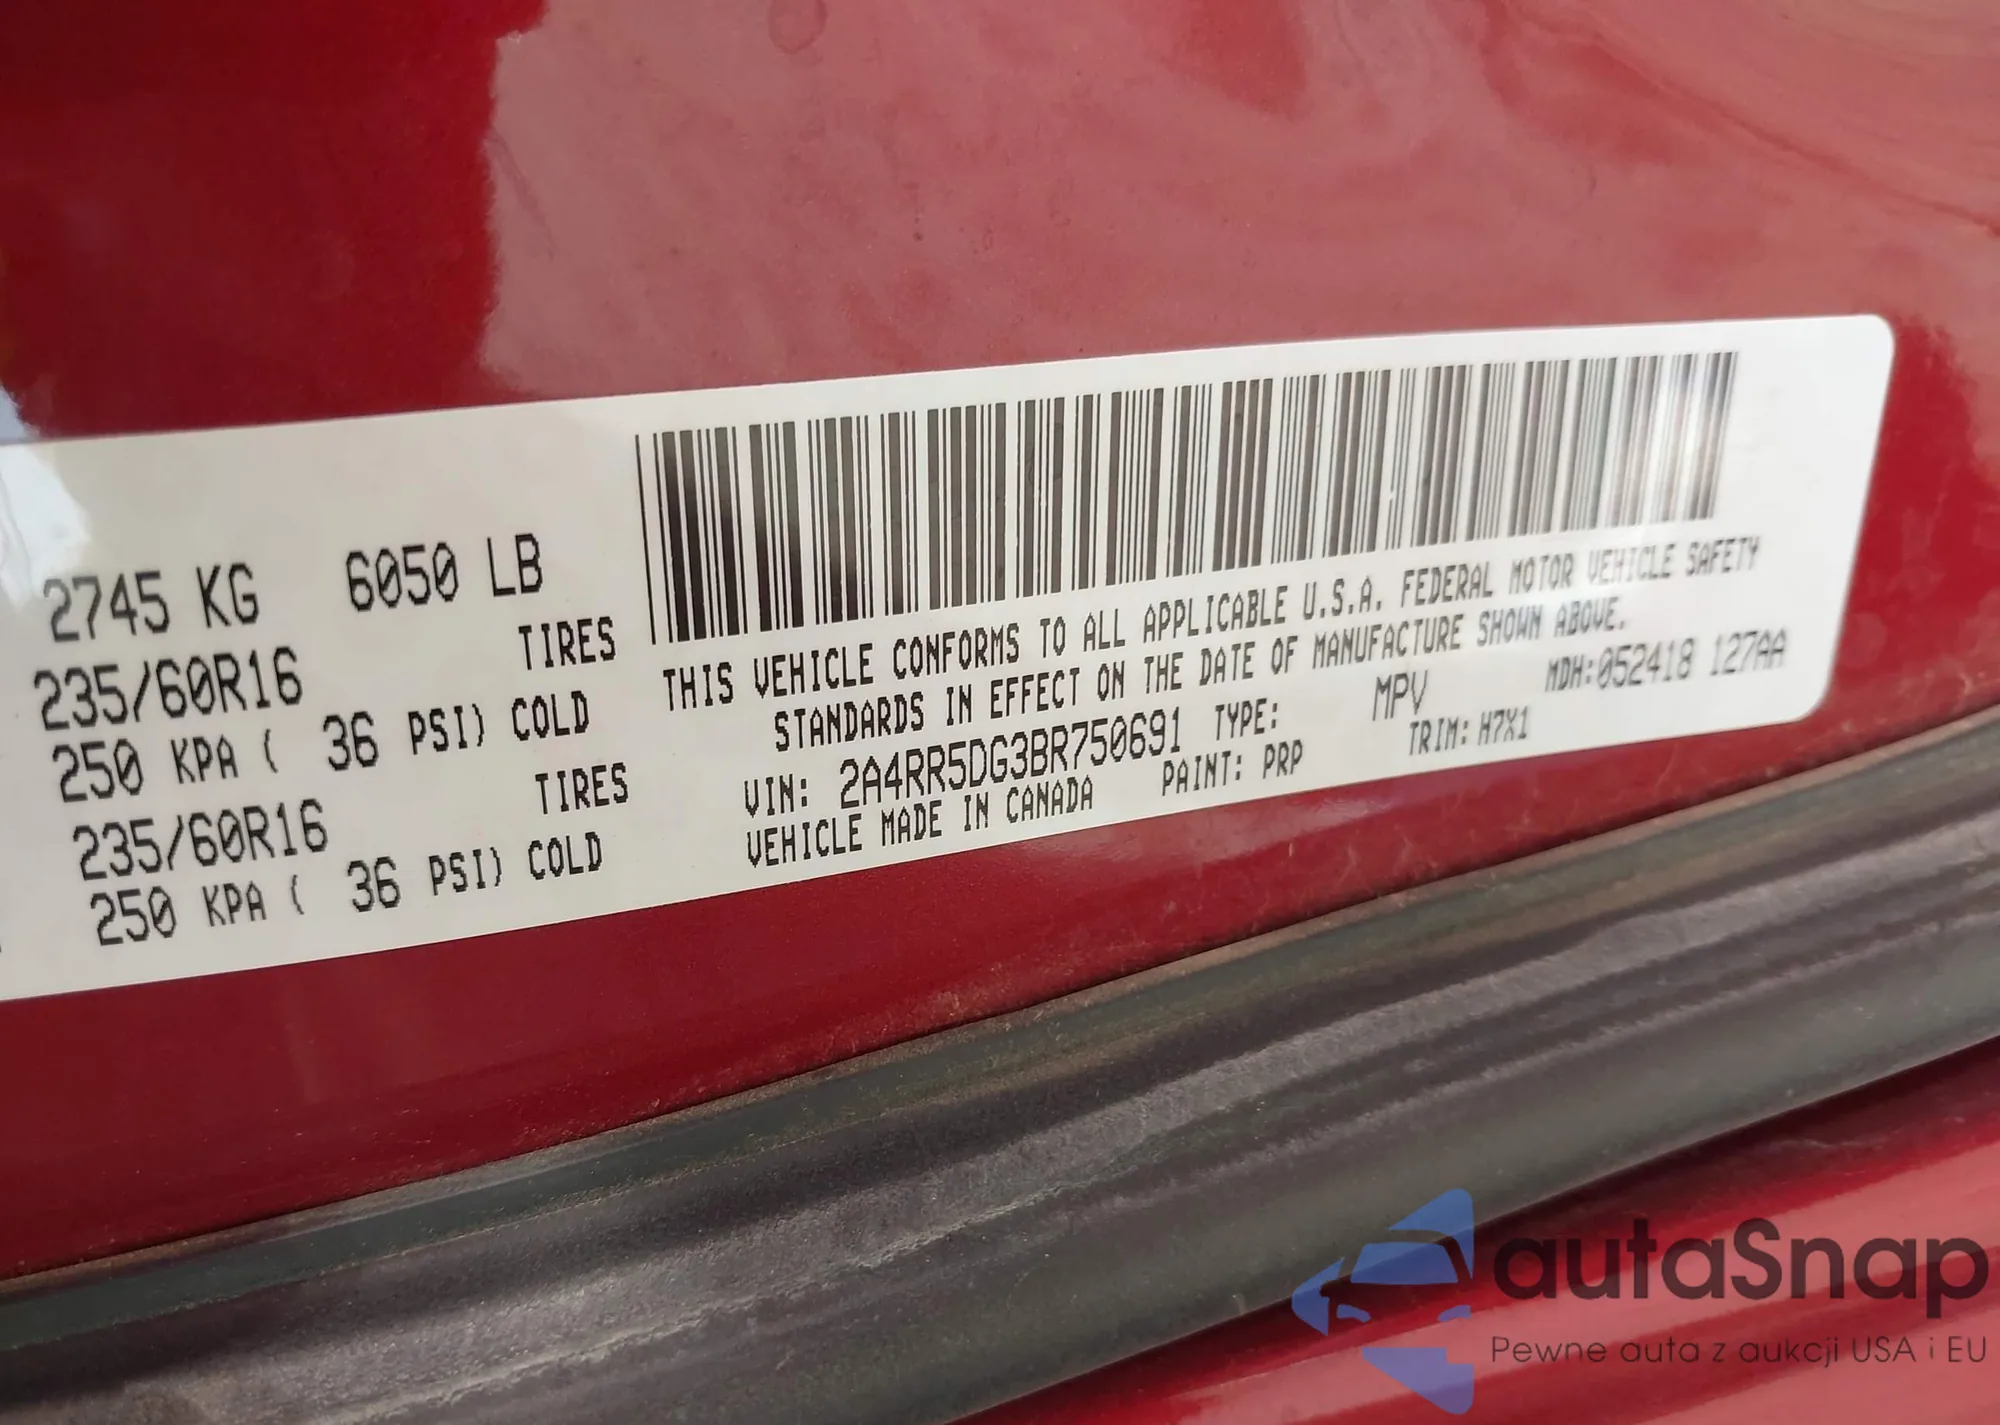 2745 KG 6050 LB
235/60R16 TIRES
250 KPA ( 36 PSI) COLD
235/60R16 TIRES
250 KPA ( 36 PSI) COLD
THIS VEHICLE CONFORMS TO ALL APPLICABLE U.S.A. FEDERAL MOTOR VEHICLE SAFETY
STANDARDS IN EFFECT ON THE DATE OF MANUFACTURE SHOWN ABOVE.
VIN: 2A4RR5DG3BR750691 TYPE: MPV MDH:052418 127AA
VEHICLE MADE IN CANADA PAINT: PRP TRIM: H7X1
autaSnap
Pewne auta z aukcji USA i EU